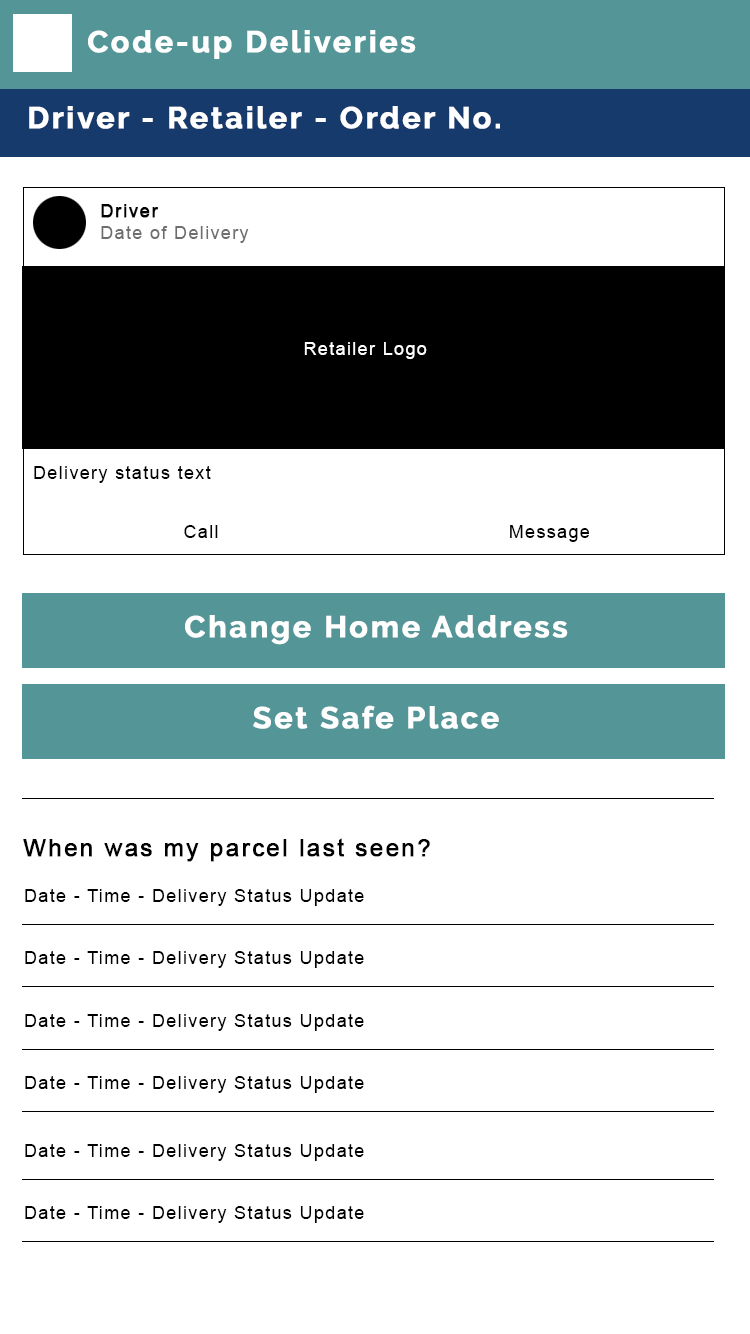 Code-up Deliveries
Driver - Retailer - Order No.
Driver
Date of Delivery
Retailer Logo
Delivery status text
Call Message
Change Home Address
Set Safe Place
When was my parcel last seen?
Date - Time - Delivery Status Update
Date - Time - Delivery Status Update
Date - Time - Delivery Status Update
Date - Time - Delivery Status Update
Date - Time - Delivery Status Update
Date - Time - Delivery Status Update